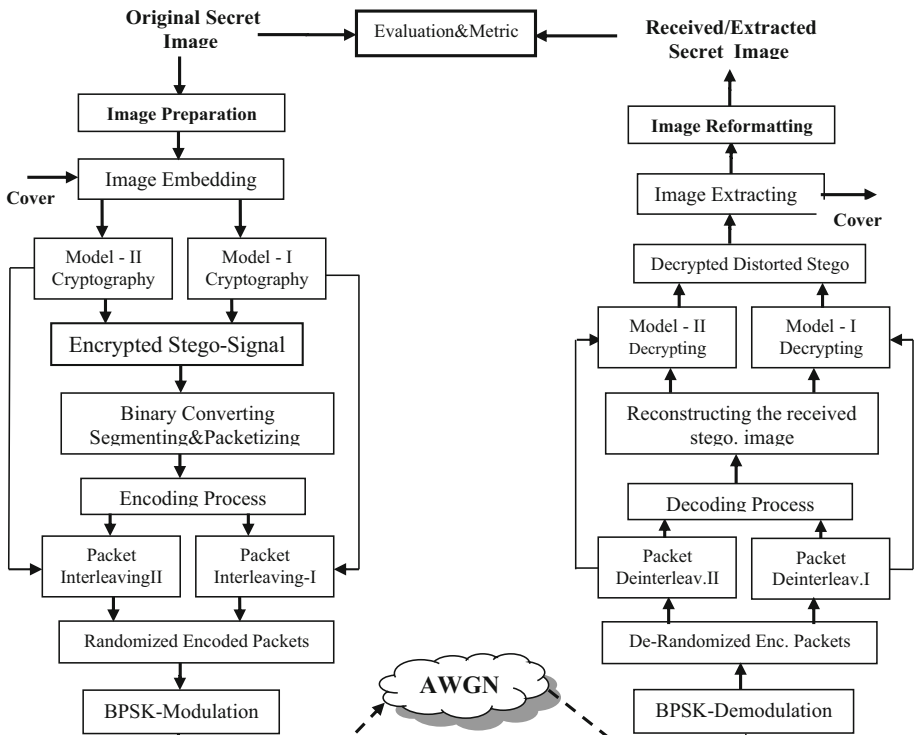 Original Secret
Image
Evaluation&Metric
Received/Extracted
Secret Image
Image Preparation
Image Embedding
Cover
Model - II
Cryptography
Model - I
Cryptography
Encrypted Stego-Signal
Binary Converting
Segmenting&Packetizing
Encoding Process
Packet
InterleavingII
Packet
Interleaving-I
Randomized Encoded Packets
BPSK-Modulation
AWGN
Image Reformatting
Image Extracting
Cover
Decrypted Distorted Stego
Model - II
Decrypting
Model - I
Decrypting
Reconstructing the received
stego. image
Decoding Process
Packet
Deinterleav.II
Packet
Deinterleav.I
De-Randomized Enc. Packets
BPSK-Demodulation